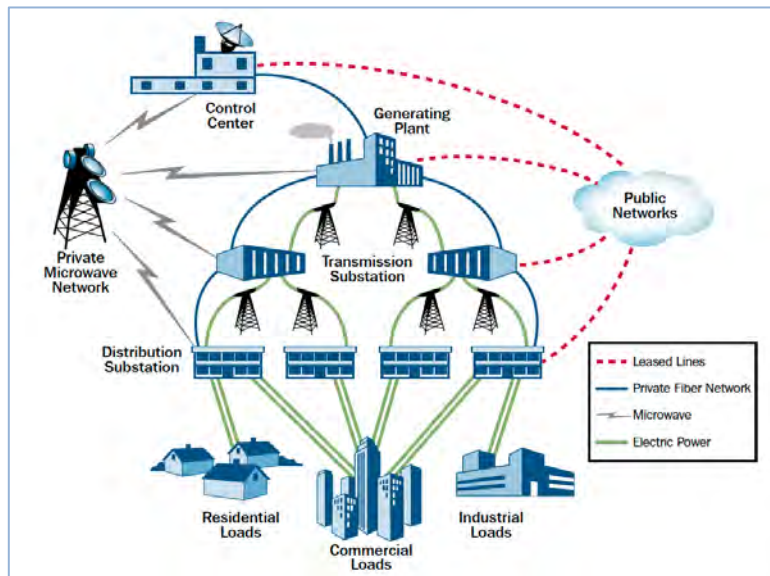 Control
Center
Generating
Plant
Public
Networks
Private
Microwave
Network
Transmission
Substation
Distribution
Substation
Leased Lines
Private Fiber Network
Microwave
Electric Power
Residential
Loads
Commercial
Loads
Industrial
Loads